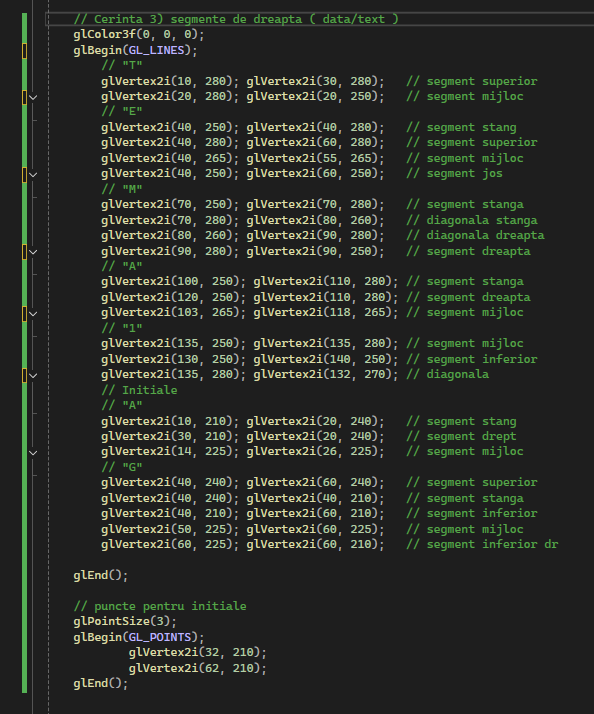 // Cerinta 3) segmente de dreapta ( data/text )
glColor3f(0, 0, 0);
glBegin(GL_LINES);
    // "T"
    glVertex2i(10, 280); glVertex2i(30, 280);   // segment superior
    glVertex2i(20, 280); glVertex2i(20, 250);   // segment mijloc
    // "E"
    glVertex2i(40, 250); glVertex2i(40, 280);   // segment stang
    glVertex2i(40, 280); glVertex2i(60, 280);   // segment superior
    glVertex2i(40, 265); glVertex2i(55, 265);   // segment mijloc
    glVertex2i(40, 250); glVertex2i(60, 250);   // segment jos
    // "M"
    glVertex2i(70, 250); glVertex2i(70, 280);   // segment stanga
    glVertex2i(70, 280); glVertex2i(80, 260);   // diagonala stanga
    glVertex2i(80, 260); glVertex2i(90, 280);   // diagonala dreapta
    glVertex2i(90, 280); glVertex2i(90, 250);   // segment dreapta
    // "A"
    glVertex2i(100, 250); glVertex2i(110, 280); // segment stanga
    glVertex2i(120, 250); glVertex2i(110, 280); // segment dreapta
    glVertex2i(103, 265); glVertex2i(118, 265); // segment mijloc
    // "1"
    glVertex2i(135, 250); glVertex2i(135, 280); // segment mijloc
    glVertex2i(130, 250); glVertex2i(140, 250); // segment inferior
    glVertex2i(135, 280); glVertex2i(132, 270); // diagonala
    // Initiale
    // "A"
    glVertex2i(10, 210); glVertex2i(20, 240);   // segment stang
    glVertex2i(30, 210); glVertex2i(20, 240);   // segment drept
    glVertex2i(14, 225); glVertex2i(26, 225);   // segment mijloc
    // "G"
    glVertex2i(40, 240); glVertex2i(60, 240);   // segment superior
    glVertex2i(40, 240); glVertex2i(40, 210);   // segment stanga
    glVertex2i(40, 210); glVertex2i(60, 210);   // segment inferior
    glVertex2i(50, 225); glVertex2i(60, 225);   // segment mijloc
    glVertex2i(60, 225); glVertex2i(60, 210);   // segment inferior dr
glEnd();
// puncte pentru initiale
glPointSize(3);
glBegin(GL_POINTS);
        glVertex2i(32, 210);
        glVertex2i(62, 210);
glEnd();